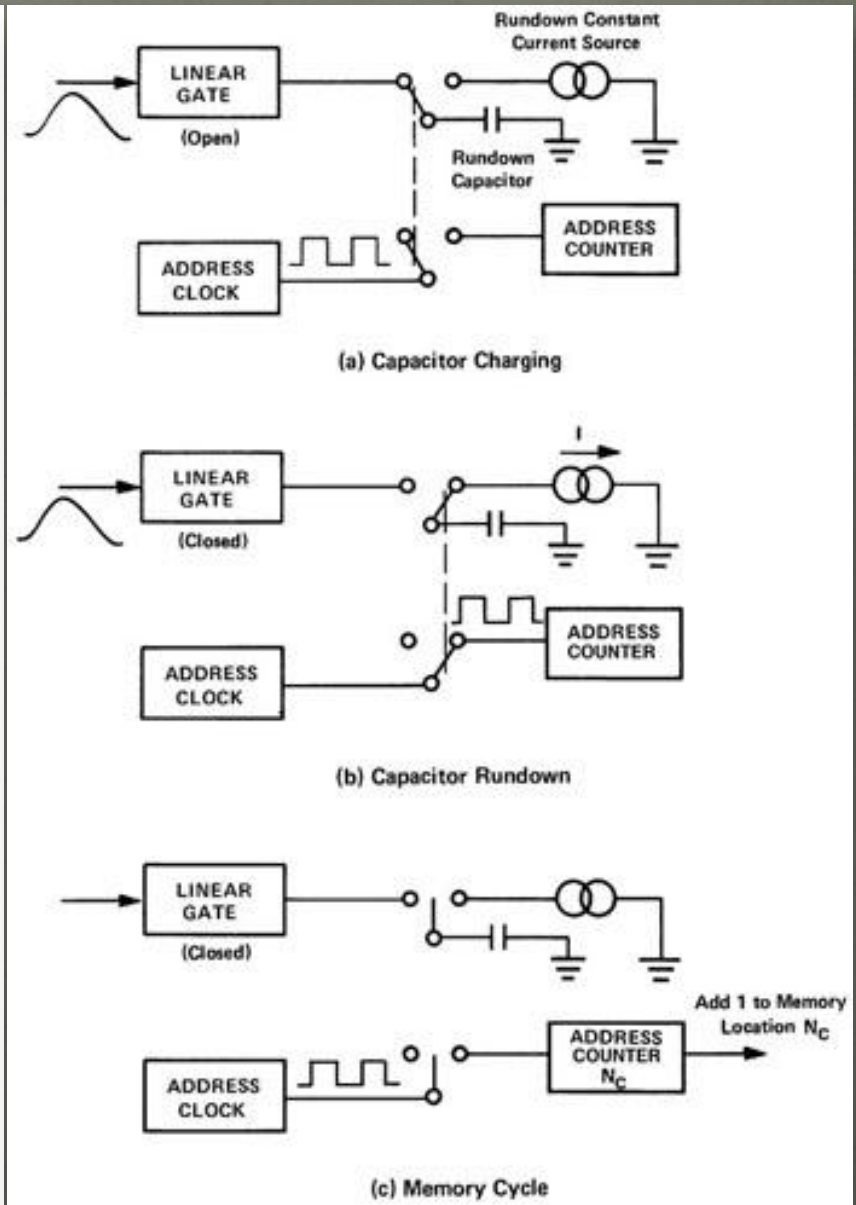 Rundown Constant
Current Source
LINEAR
GATE
(Open)
Rundown
Capacitor
ADDRESS
CLOCK
ADDRESS
COUNTER
(a) Capacitor Charging
I
LINEAR
GATE
(Closed)
ADDRESS
CLOCK
ADDRESS
COUNTER
(b) Capacitor Rundown
LINEAR
GATE
(Closed)
Add 1 to Memory
Location NC
ADDRESS
CLOCK
ADDRESS
COUNTER
NC
(c) Memory Cycle